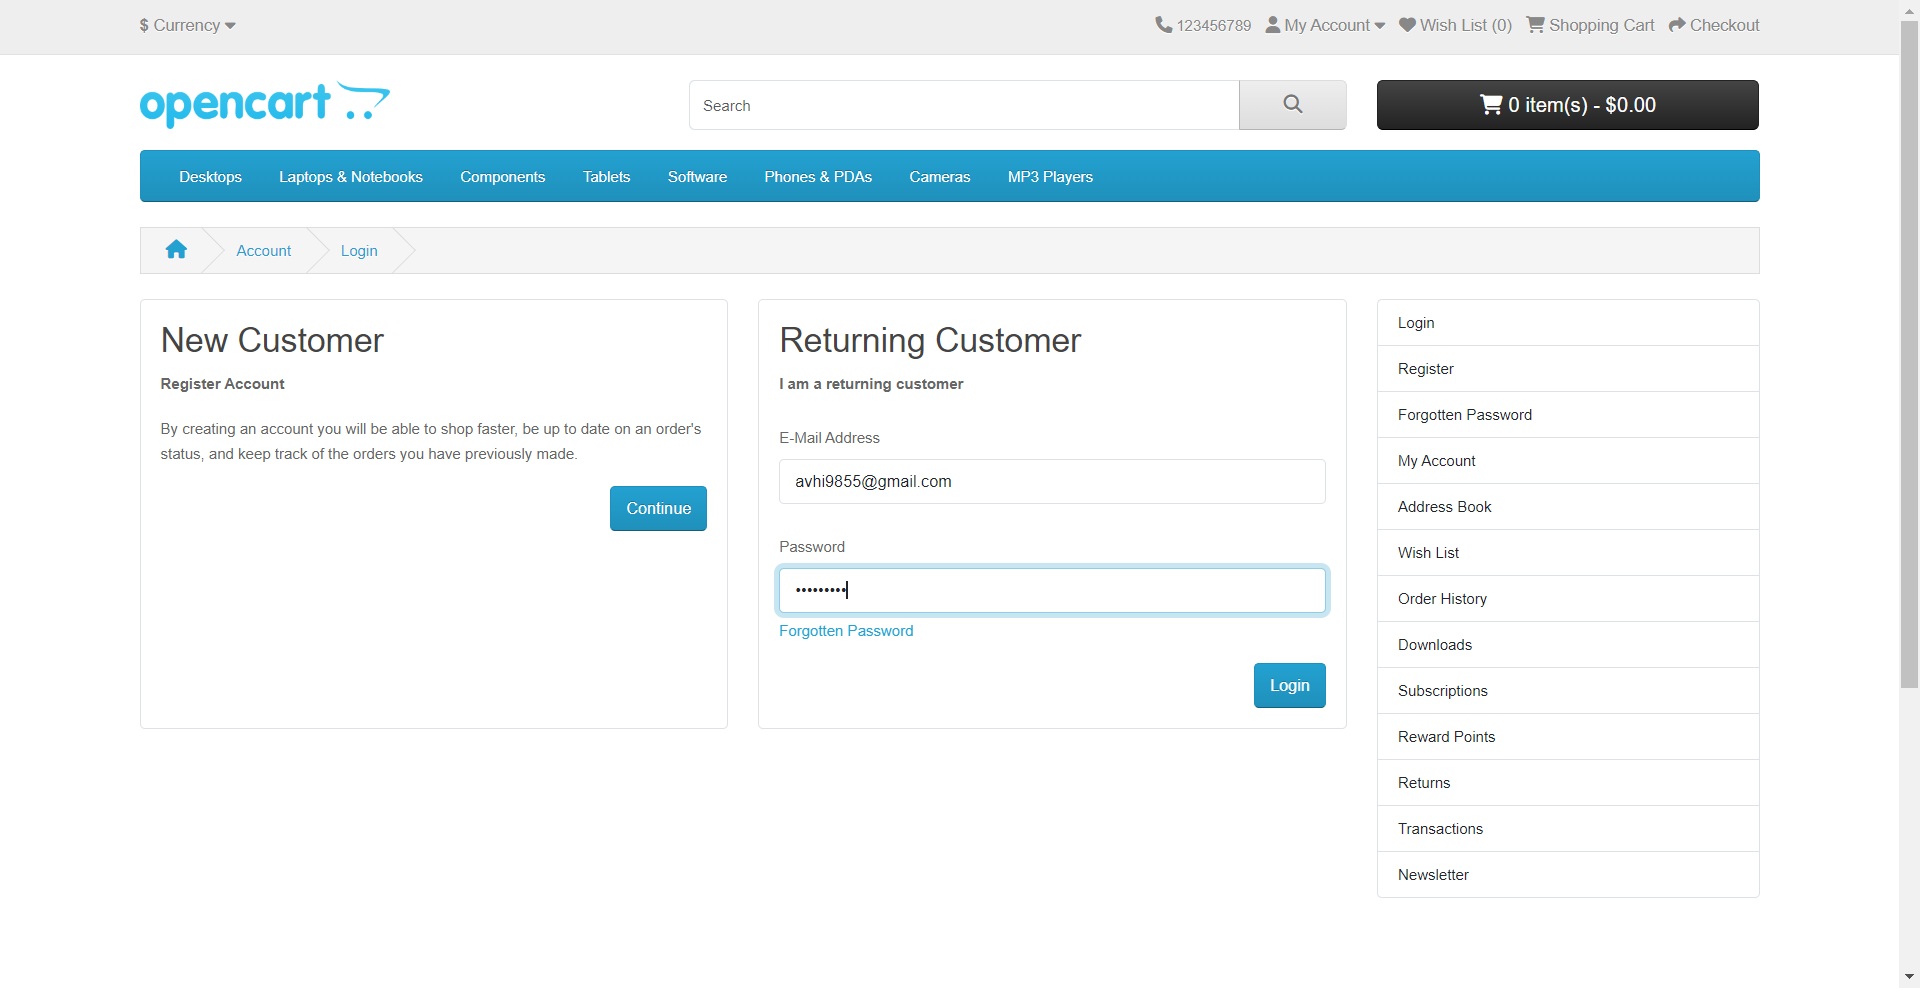 $ Currency
123456789 My Account Wish List (0) Shopping Cart Checkout
opencart
Search
0 item(s) - $0.00
Desktops Laptops & Notebooks Components Tablets Software Phones & PDAs Cameras MP3 Players
Account Login
New Customer
Register Account
By creating an account you will be able to shop faster, be up to date on an order's
status, and keep track of the orders you have previously made.
Continue
Returning Customer
I am a returning customer
E-Mail Address
avhi9855@gmail.com
Password
•••••••••
Forgotten Password
Login
Login
Register
Forgotten Password
My Account
Address Book
Wish List
Order History
Downloads
Subscriptions
Reward Points
Returns
Transactions
Newsletter